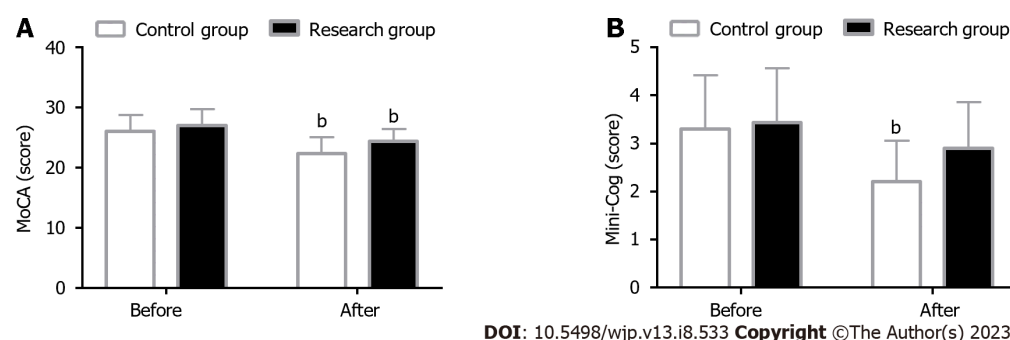 A
Control group
Research group
40
30
20
10
0
MoCA (score)
b
b
Before
After
B
Control group
Research group
5
4
3
2
1
0
Mini-Cog (score)
b
Before
After
DOI: 10.5498/wjp.v13.i8.533 Copyright ©The Author(s) 2023